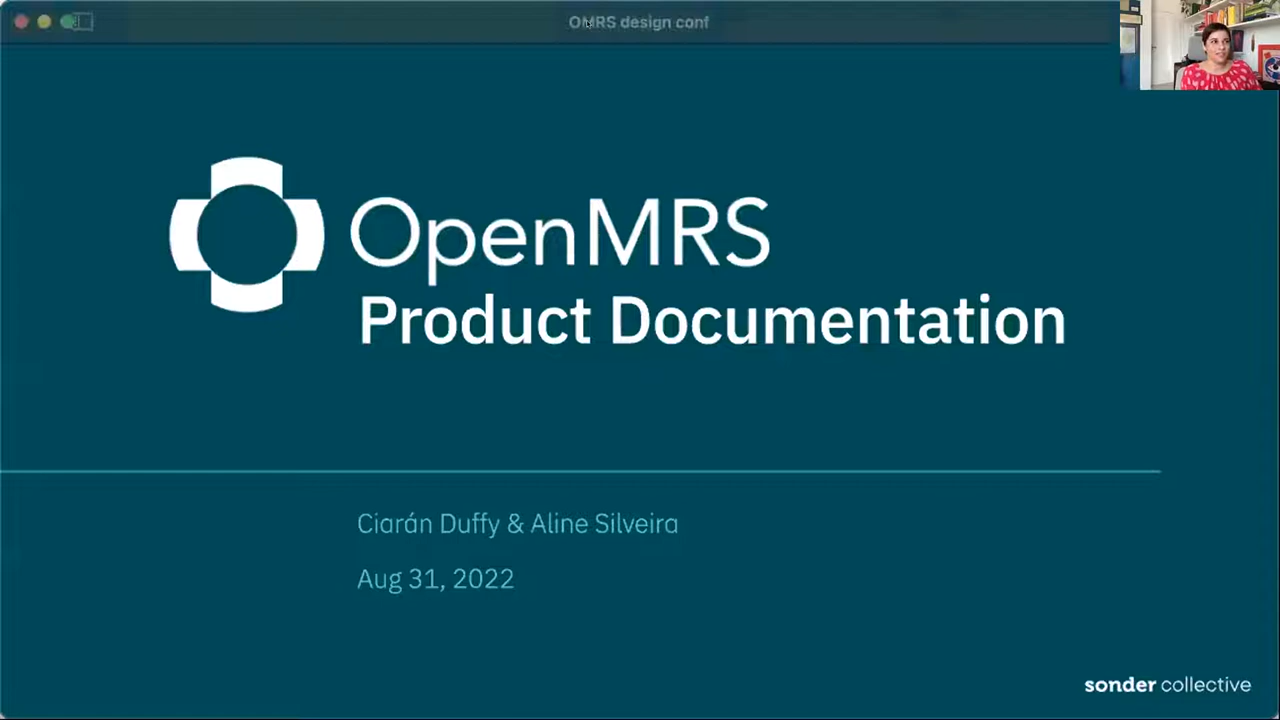 OMRS design conf
OpenMRS
Product Documentation
Ciarán Duffy & Aline Silveira
Aug 31, 2022
sonder collective